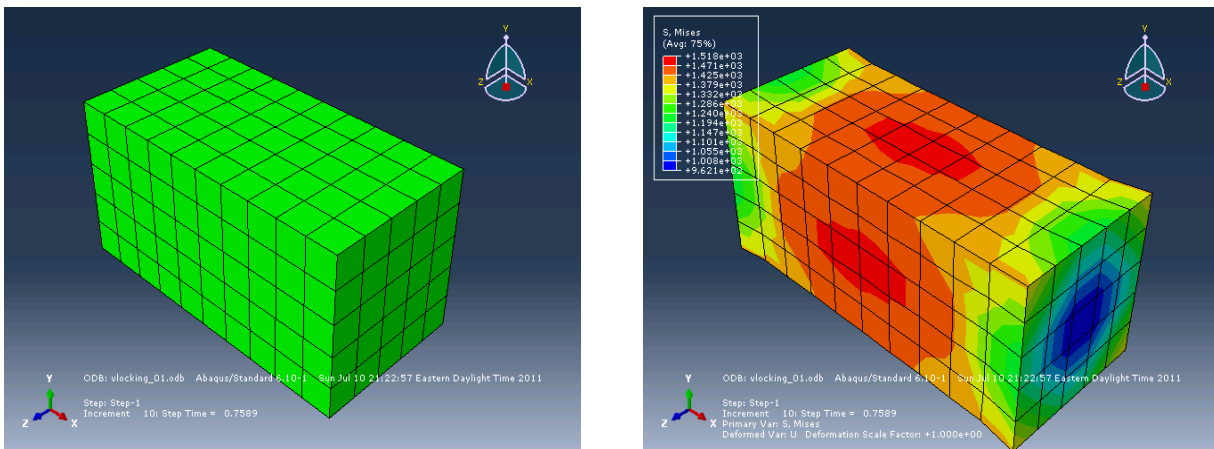 Y
Z X
Y
Z X
ODB: vlocking_01.odb Abaqus/Standard 6.10-1 Sun Jul 10 21:22:57 Eastern Daylight Time 2011
Step: Step-1
Increment 10: Step Time = 0.7589
S, Mises
(Avg: 75%)
+1.518e+03
+1.471e+03
+1.425e+03
+1.379e+03
+1.332e+03
+1.286e+03
+1.240e+03
+1.194e+03
+1.147e+03
+1.101e+03
+1.055e+03
+1.008e+03
+9.621e+02
Y
Z X
Y
Z X
ODB: vlocking_01.odb Abaqus/Standard 6.10-1 Sun Jul 10 21:22:57 Eastern Daylight Time 2011
Step: Step-1
Increment 10: Step Time = 0.7589
Primary Var: S, Mises
Deformed Var: U Deformation Scale Factor: +1.000e+00